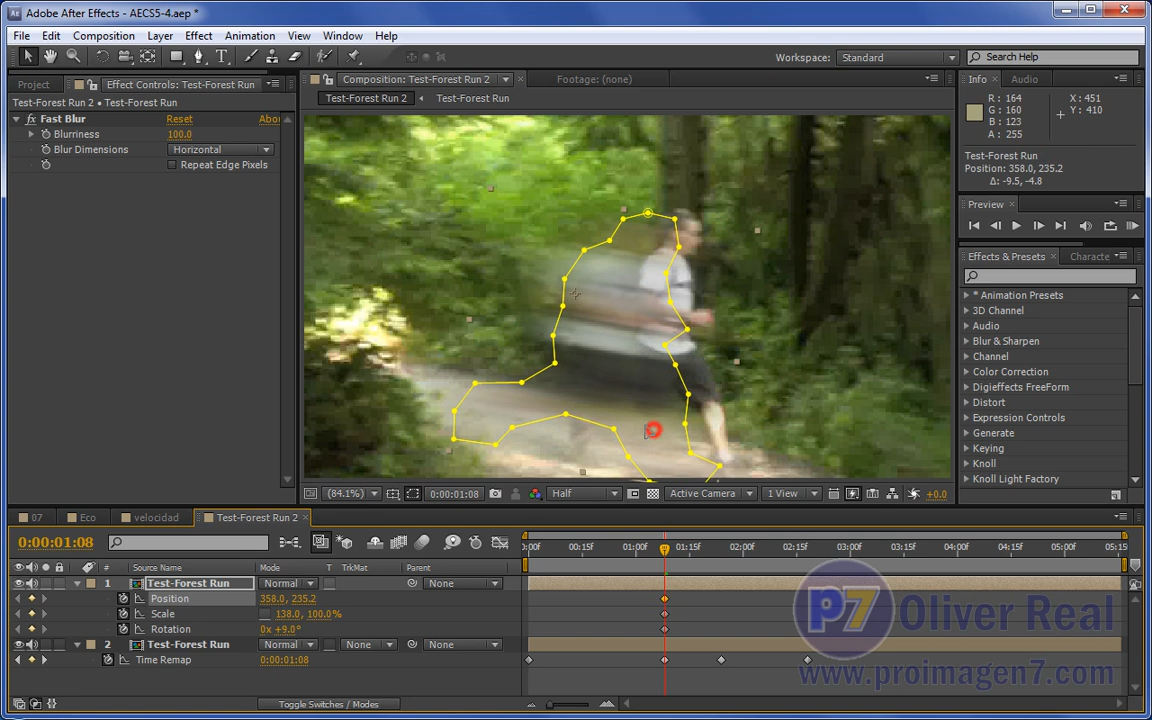 Adobe After Effects - AECS5-4.aep *
File Edit Composition Layer Effect Animation View Window Help
Workspace: Standard Search Help
Project Effect Controls: Test-Forest Run
Composition: Test-Forest Run 2 Footage: (none)
Info Audio
Test-Forest Run 2 • Test-Forest Run
Test-Forest Run 2 Test-Forest Run
R: 164 X: 451
G: 160 Y: 410
B: 123
A: 255
fx Fast Blur Reset Abou
Blurriness 100.0
Blur Dimensions Horizontal
Repeat Edge Pixels
Test-Forest Run
Position: 358.0, 235.2
Δ: -9.5, -4.8
Preview
Effects & Presets Characte
* Animation Presets
3D Channel
Audio
Blur & Sharpen
Channel
Color Correction
Digieffects FreeForm
Distort
Expression Controls
Generate
Keying
Knoll
Knoll Light Factory
(84.1%) 0:00:01:08 Half Active Camera 1 View +0.0
07 Eco velocidad Test-Forest Run 2
0:00:01:08
:00f 00:15f 01:00f 01:15f 02:00f 02:15f 03:00f 03:15f 04:00f 04:15f 05:00f 05:15
# Source Name Mode T TrkMat Parent
1 Test-Forest Run Normal None
Position 358.0, 235.2
Scale 138.0, 100.0%
Rotation 0x +9.0°
2 Test-Forest Run Normal None None
Time Remap 0:00:01:08
Toggle Switches / Modes
P7 Oliver Real
www.proimagen7.com